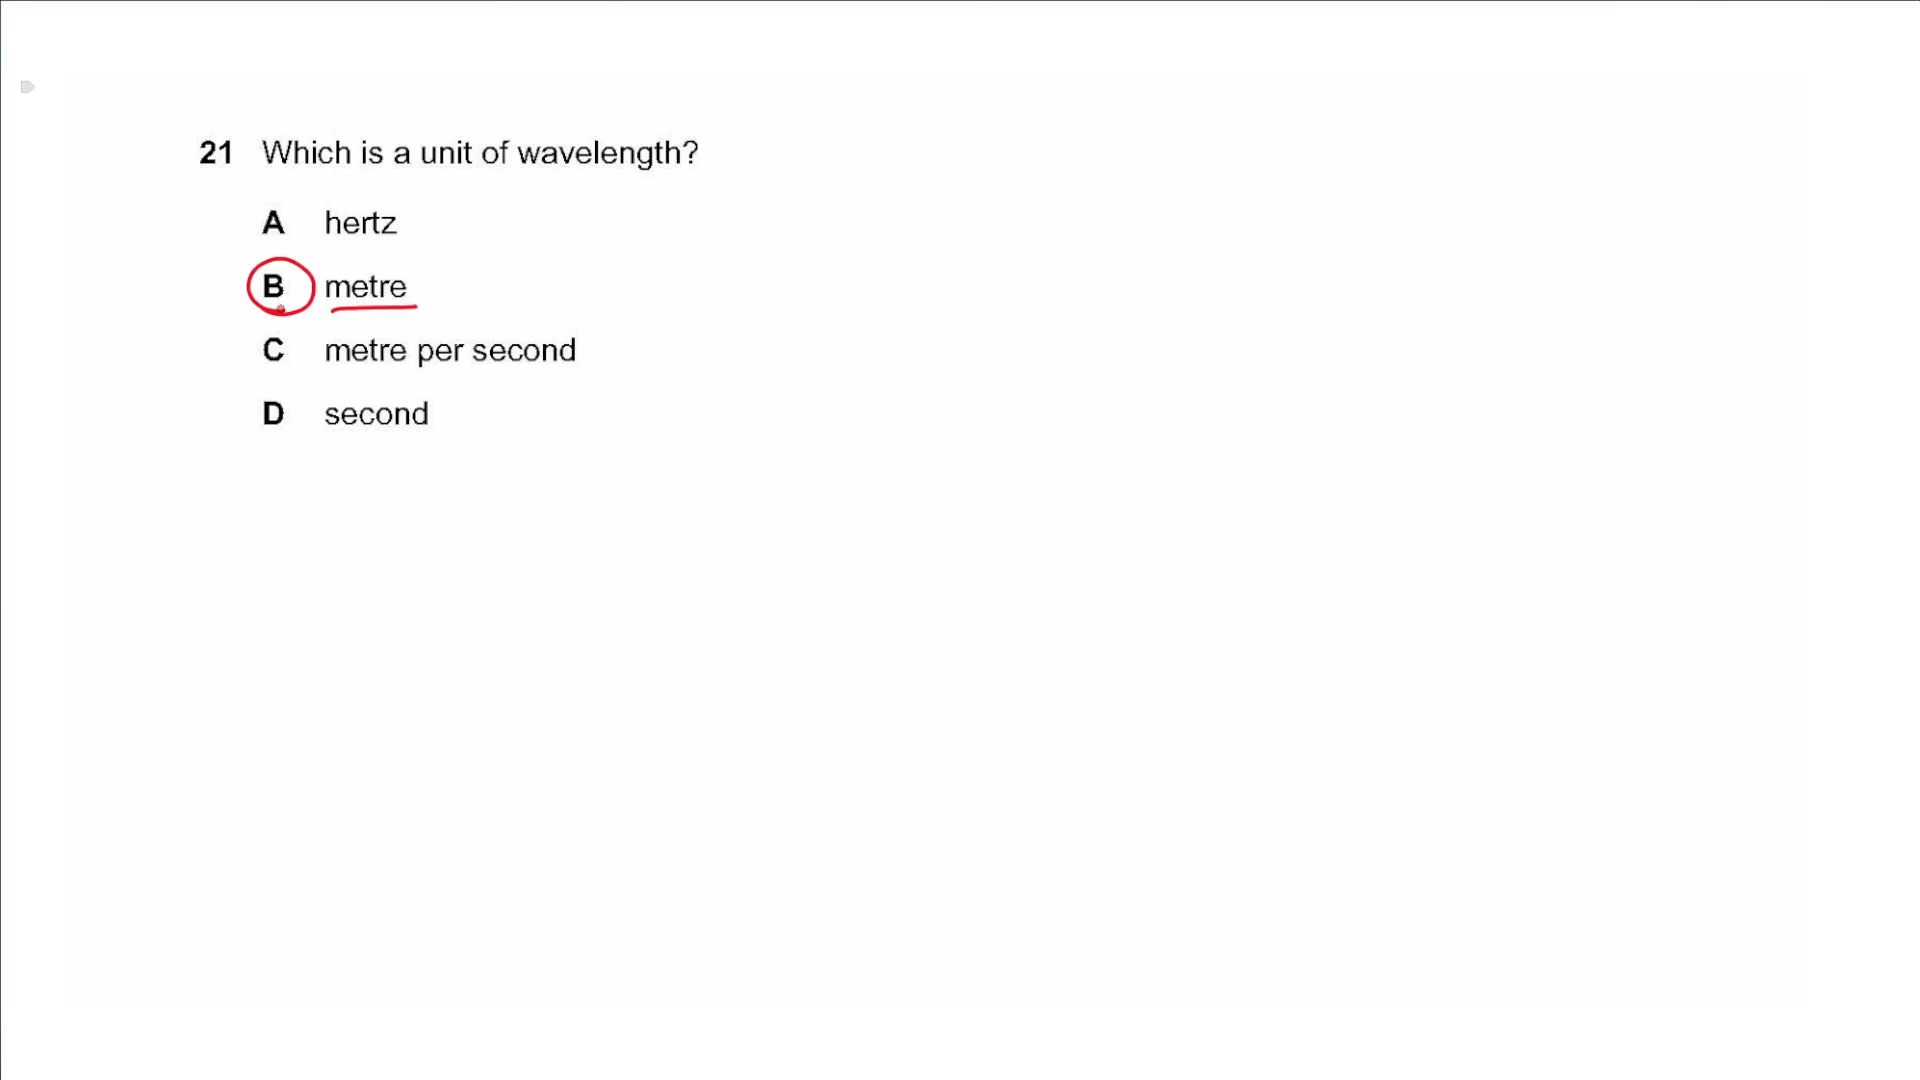 21 Which is a unit of wavelength?
A hertz
B metre
C metre per second
D second